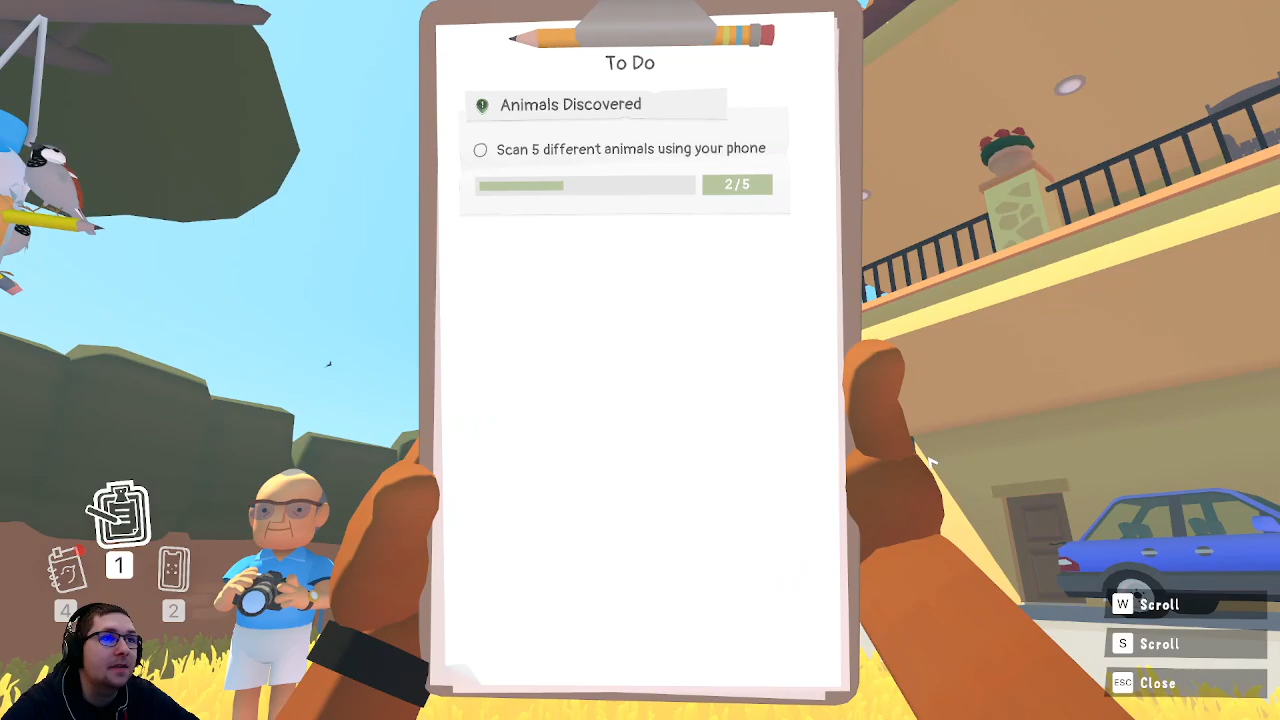 To Do
Animals Discovered
Scan 5 different animals using your phone
2/5
1
4
2
W Scroll
S Scroll
ESC Close